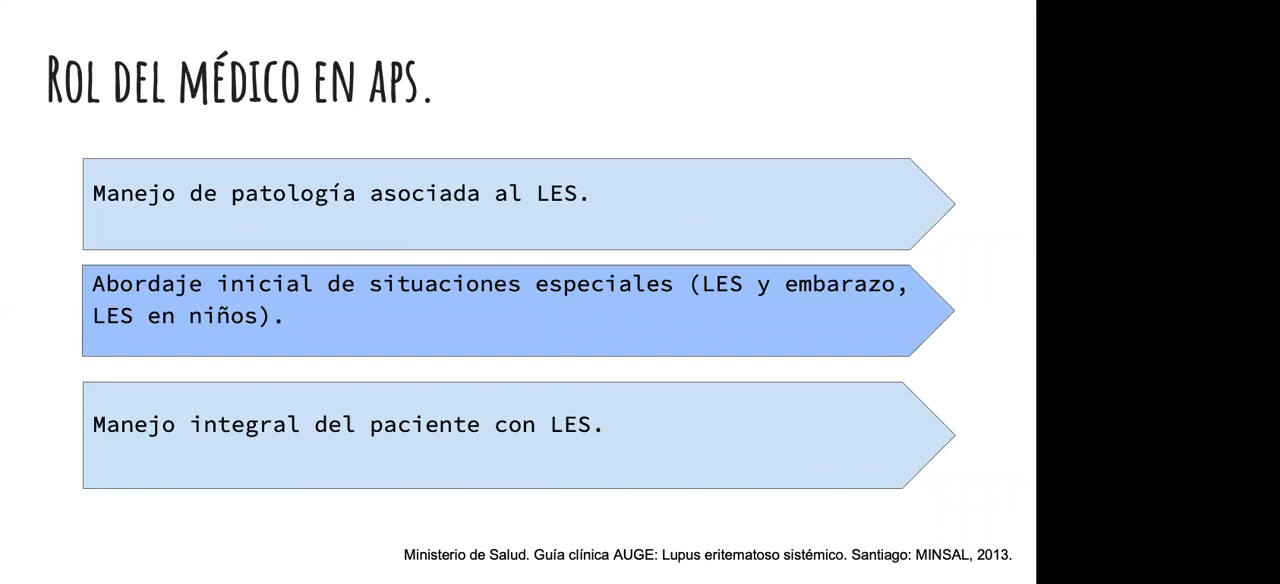 Rol del médico en aps.
Manejo de patología asociada al LES.
Abordaje inicial de situaciones especiales (LES y embarazo,
LES en niños).
Manejo integral del paciente con LES.
Ministerio de Salud. Guía clínica AUGE: Lupus eritematoso sistémico. Santiago: MINSAL, 2013.